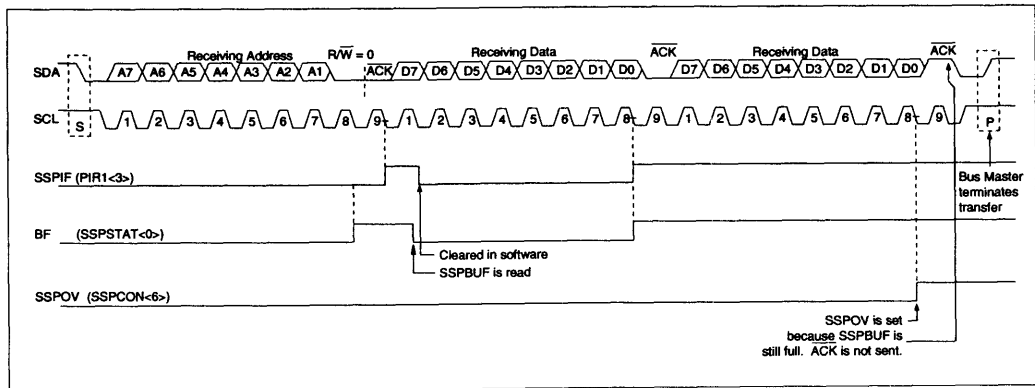 Receiving Address R/W̅ = 0 Receiving Data A̅C̅K̅ Receiving Data A̅C̅K̅
SDA A7 A6 A5 A4 A3 A2 A1 A̅C̅K̅ D7 D6 D5 D4 D3 D2 D1 D0 D7 D6 D5 D4 D3 D2 D1 D0
SCL S 1 2 3 4 5 6 7 8 9 1 2 3 4 5 6 7 8 9 1 2 3 4 5 6 7 8 9 P
SSPIF (PIR1<3>)
Bus Master
terminates
transfer
BF (SSPSTAT<0>)
Cleared in software
SSPBUF is read
SSPOV (SSPCON<6>)
SSPOV is set
because SSPBUF is
still full. A̅C̅K̅ is not sent.